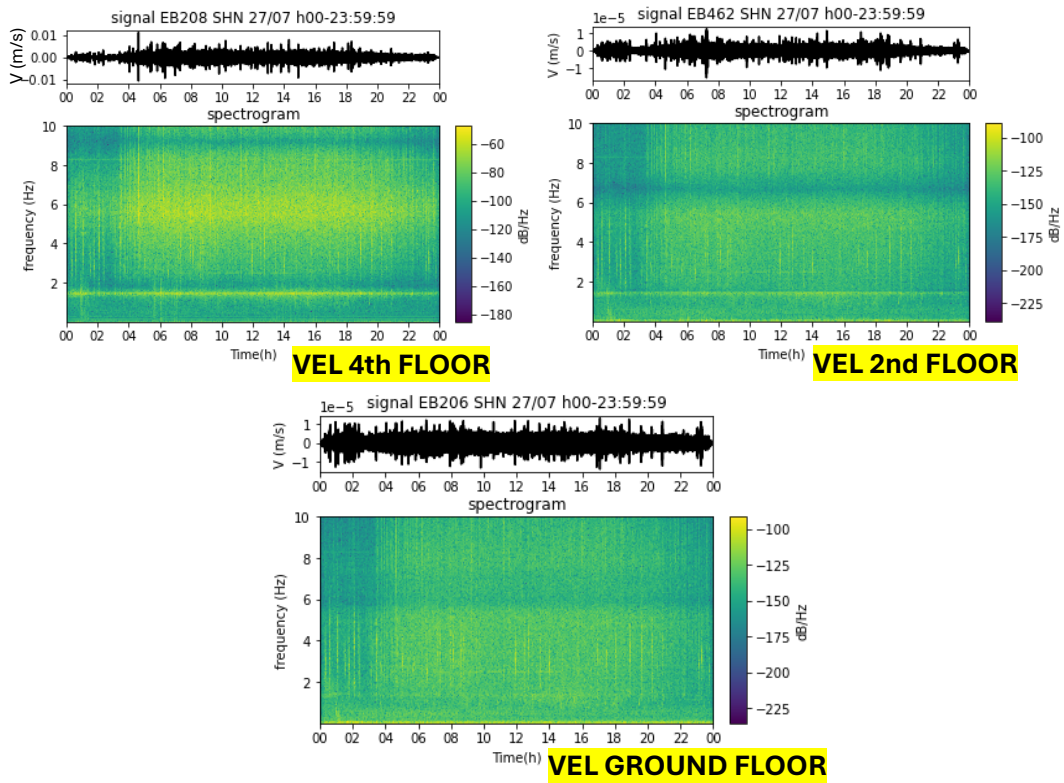 signal EB208 SHN 27/07 h00-23:59:59
V (m/s)
0.01
0.00
−0.01
00 02 04 06 08 10 12 14 16 18 20 22 00
spectrogram
frequency (Hz)
10
8
6
4
2
00 02 04 06 08 10 12 14 16 18 20 22 00
Time(h)
−60
−80
−100
−120
−140
−160
−180
dB/Hz
VEL 4th FLOOR
signal EB462 SHN 27/07 h00-23:59:59
1e−5
V (m/s)
1
0
−1
00 02 04 06 08 10 12 14 16 18 20 22 00
spectrogram
frequency (Hz)
10
8
6
4
2
00 02 04 06 08 10 12 14 16 18 20 22 00
Time(h)
−100
−125
−150
−175
−200
−225
dB/Hz
VEL 2nd FLOOR
signal EB206 SHN 27/07 h00-23:59:59
1e−5
V (m/s)
1
0
−1
00 02 04 06 08 10 12 14 16 18 20 22 00
spectrogram
frequency (Hz)
10
8
6
4
2
00 02 04 06 08 10 12 14 16 18 20 22 00
Time(h)
−100
−125
−150
−175
−200
−225
dB/Hz
VEL GROUND FLOOR